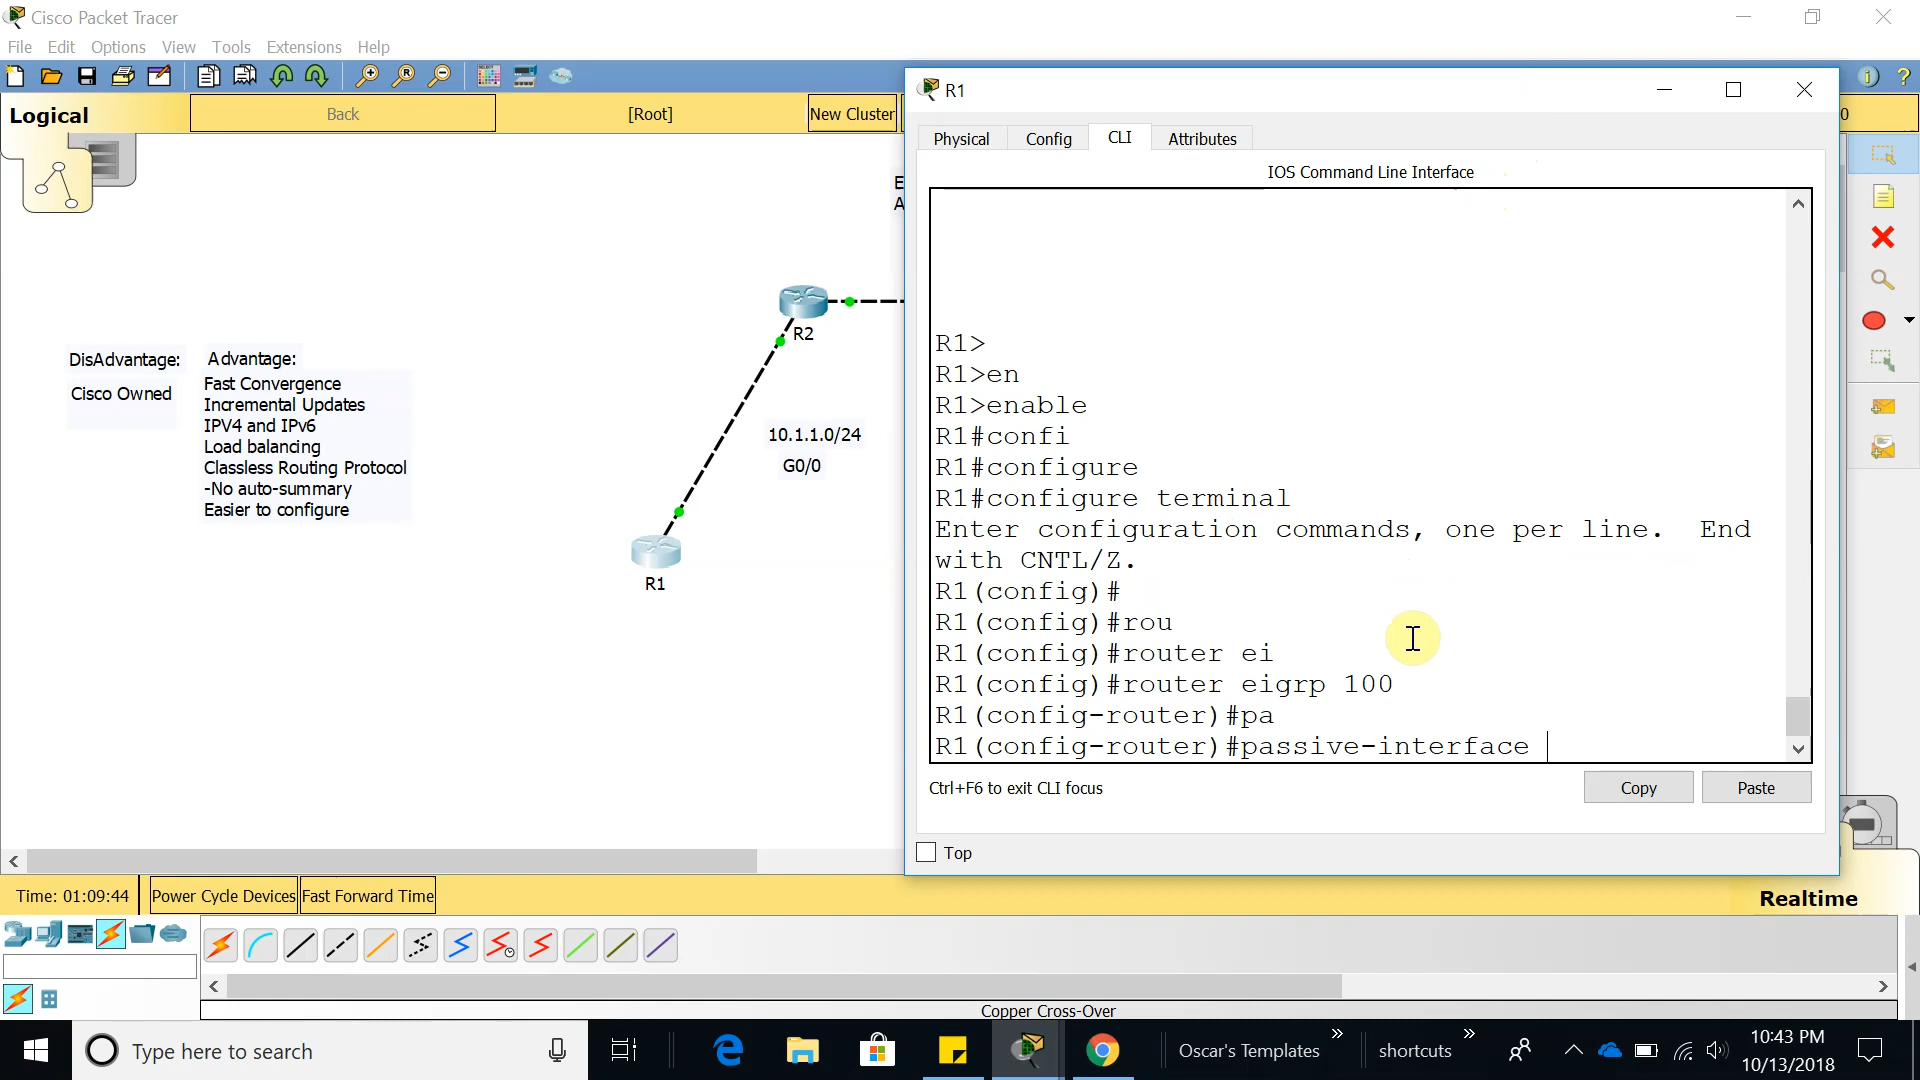 Cisco Packet Tracer
File Edit Options View Tools Extensions Help
Logical
Back
[Root]
New Cluster
0
R1
Physical Config CLI Attributes
IOS Command Line Interface
E
A
R2
DisAdvantage:
Cisco Owned
Advantage:
Fast Convergence
Incremental Updates
IPV4 and IPv6
Load balancing
Classless Routing Protocol
-No auto-summary
Easier to configure
10.1.1.0/24
G0/0
R1
R1>
R1>en
R1>enable
R1#confi
R1#configure
R1#configure terminal
Enter configuration commands, one per line.  End
with CNTL/Z.
R1(config)#
R1(config)#rou
R1(config)#router ei
R1(config)#router eigrp 100
R1(config-router)#pa
R1(config-router)#passive-interface
Ctrl+F6 to exit CLI focus
Copy
Paste
Top
Time: 01:09:44
Power Cycle Devices
Fast Forward Time
Realtime
Copper Cross-Over
Type here to search
Oscar's Templates
shortcuts
10:43 PM
10/13/2018